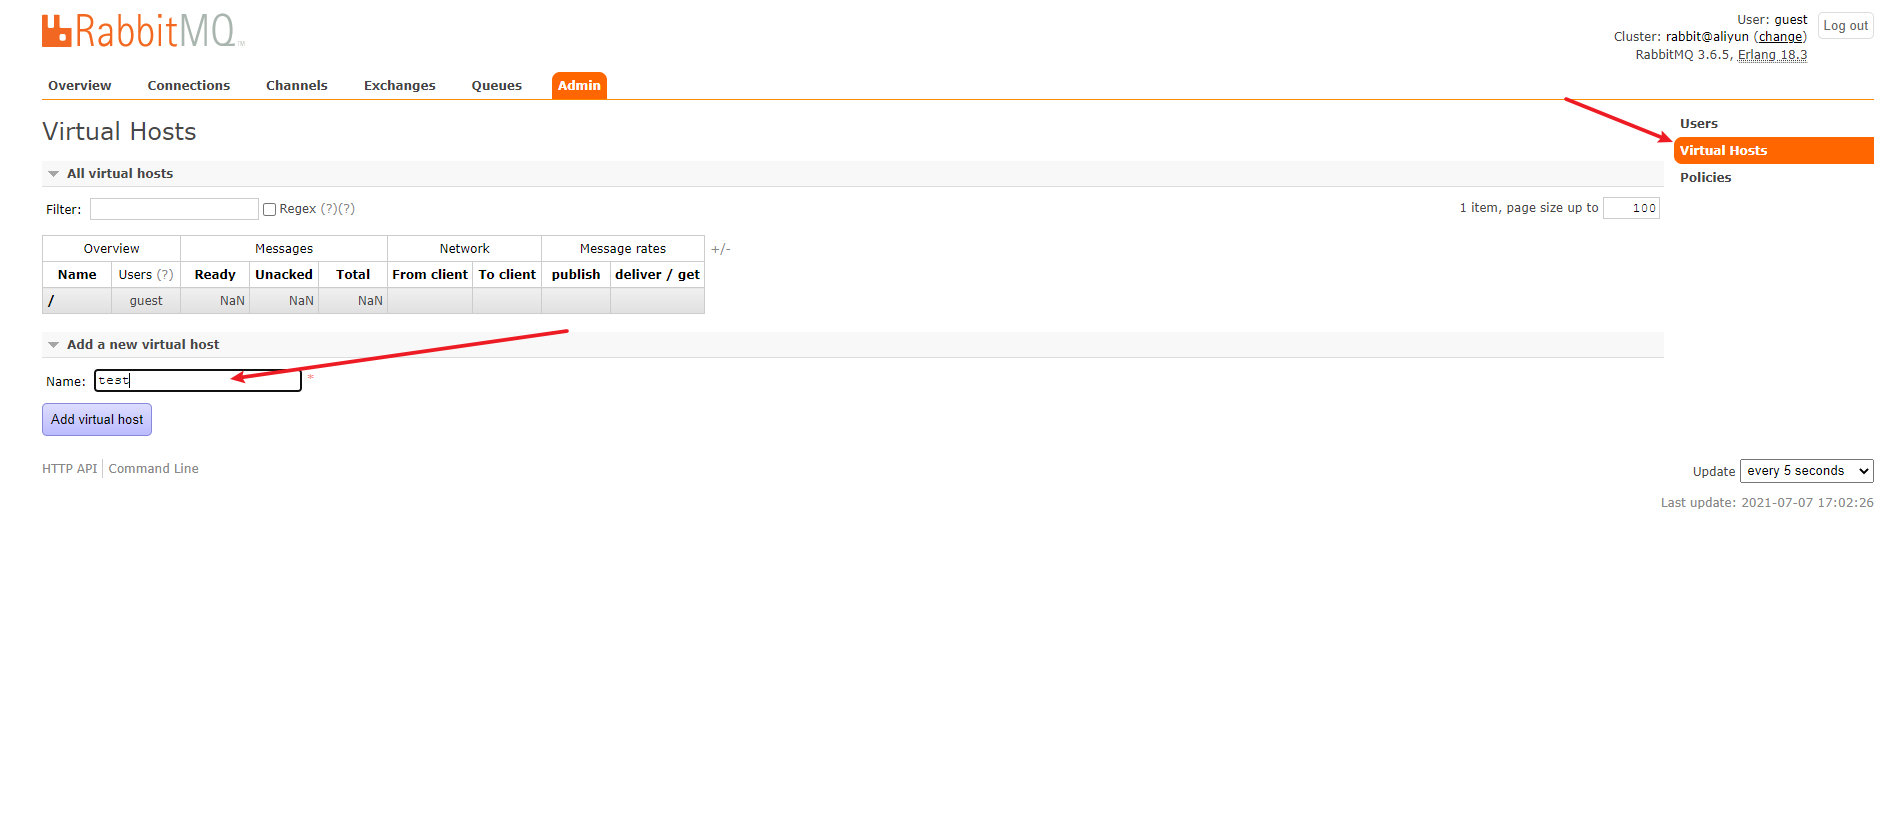 RabbitMQ™
User: guest
Log out
Cluster: rabbit@aliyun (change)
RabbitMQ 3.6.5, Erlang 18.3
Overview Connections Channels Exchanges Queues Admin
Virtual Hosts
Users
Virtual Hosts
Policies
All virtual hosts
Filter: Regex (?)(?) 1 item, page size up to 100
Overview Messages Network Message rates +/-
Name Users (?) Ready Unacked Total From client To client publish deliver / get
/ guest NaN NaN NaN
Add a new virtual host
Name: test *
Add virtual host
HTTP API Command Line
Update every 5 seconds
Last update: 2021-07-07 17:02:26